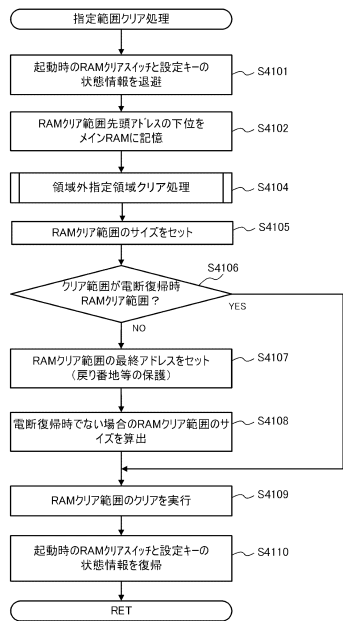 指定範囲クリア処理
起動時のRAMクリアスイッチと設定キーの
状態情報を退避
S4101
RAMクリア範囲先頭アドレスの下位を
メインRAMに記憶
S4102
領域外指定領域クリア処理
S4104
RAMクリア範囲のサイズをセット
S4105
S4106
クリア範囲が電断復帰時
RAMクリア範囲？
YES
NO
RAMクリア範囲の最終アドレスをセット
（戻り番地等の保護）
S4107
電断復帰時でない場合のRAMクリア範囲のサ
イズを算出
S4108
RAMクリア範囲のクリアを実行
S4109
起動時のRAMクリアスイッチと設定キーの
状態情報を復帰
S4110
RET